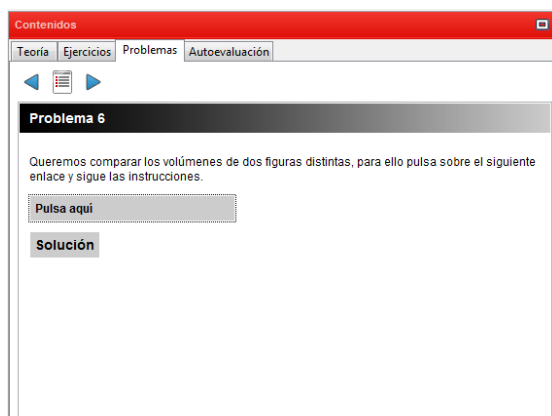 Contenidos
Teoría Ejercicios Problemas Autoevaluación
Problema 6
Queremos comparar los volúmenes de dos figuras distintas, para ello pulsa sobre el siguiente
enlace y sigue las instrucciones.
Pulsa aquí
Solución